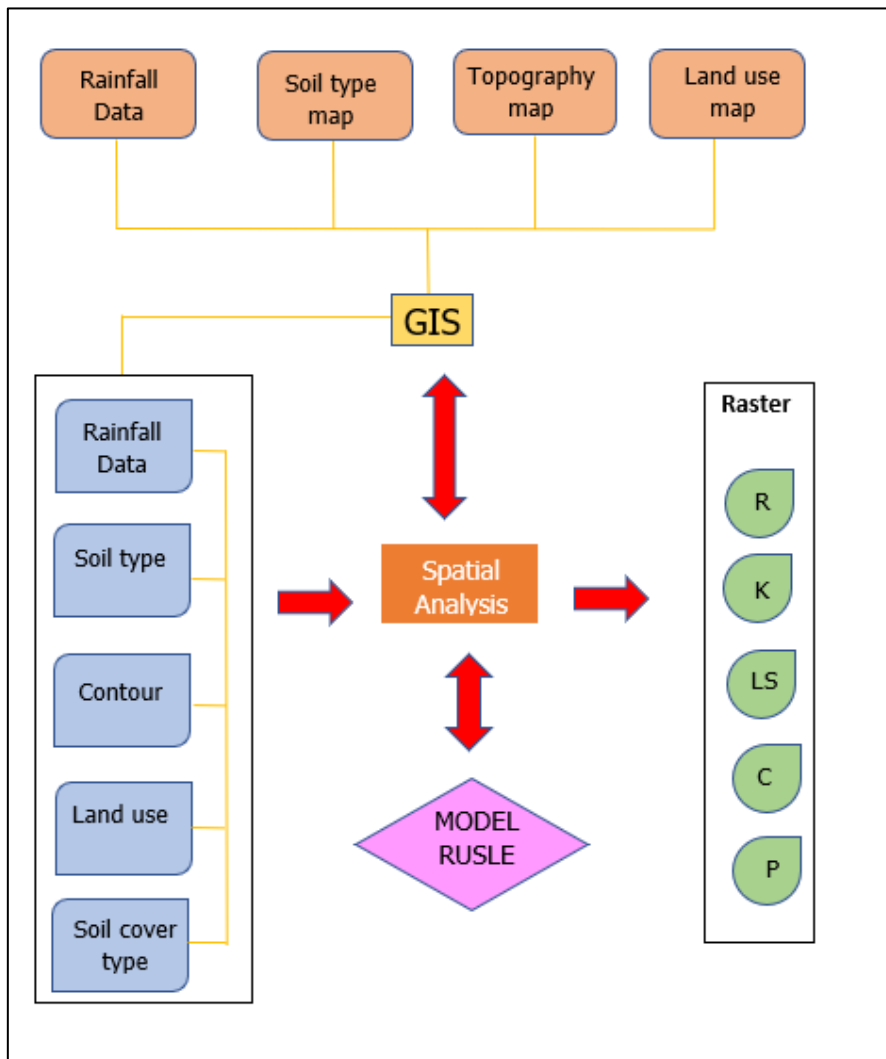 Rainfall
Data
Soil type
map
Topography
map
Land use
map
GIS
Rainfall
Data
Soil type
Contour
Land use
Soil cover
type
Spatial
Analysis
MODEL
RUSLE
Raster
R
K
LS
C
P